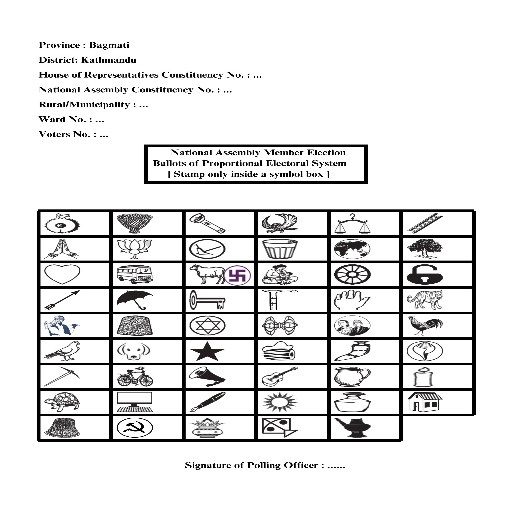 Province : Bagmati
District: Kathmandu
House of Representatives Constituency No. : ...
National Assembly Constituency No. : ...
Rural/Municipality : ...
Ward No. : ...
Voters No. : ...
National Assembly Member Election
Ballots of Proportional Electoral System
[ Stamp only inside a symbol box ]
Signature of Polling Officer : ......